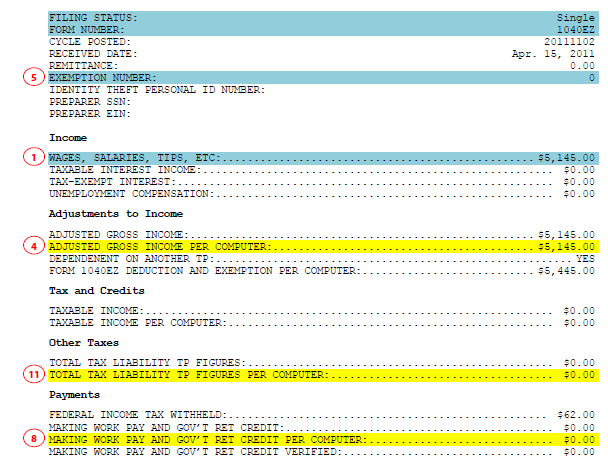 FILING STATUS: Single
FORM NUMBER: 1040EZ
CYCLE POSTED: 20111102
RECEIVED DATE: Apr. 15, 2011
REMITTANCE: 0.00
5 EXEMPTION NUMBER: 0
IDENTITY THEFT PERSONAL ID NUMBER:
PREPARER SSN:
PREPARER EIN:
Income
1 WAGES, SALARIES, TIPS, ETC:................................................ $5,145.00
TAXABLE INTEREST INCOME:...................................................... $0.00
TAX-EXEMPT INTEREST:.......................................................... $0.00
UNEMPLOYMENT COMPENSATION:.................................................... $0.00
Adjustments to Income
ADJUSTED GROSS INCOME:..................................................... $5,145.00
4 ADJUSTED GROSS INCOME PER COMPUTER:........................................ $5,145.00
DEPENDENENT ON ANOTHER TP:...................................................... YES
FORM 1040EZ DEDUCTION AND EXEMPTION PER COMPUTER:.......................... $5,445.00
Tax and Credits
TAXABLE INCOME:............................................................... $0.00
TAXABLE INCOME PER COMPUTER:.................................................. $0.00
Other Taxes
TOTAL TAX LIABILITY TP FIGURES:............................................... $0.00
11 TOTAL TAX LIABILITY TP FIGURES PER COMPUTER:.................................. $0.00
Payments
FEDERAL INCOME TAX WITHHELD:................................................. $62.00
MAKING WORK PAY AND GOV'T RET CREDIT:......................................... $0.00
8 MAKING WORK PAY AND GOV'T RET CREDIT PER COMPUTER:............................ $0.00
MAKING WORK PAY AND GOV'T RET CREDIT VERIFIED:................................ $0.00